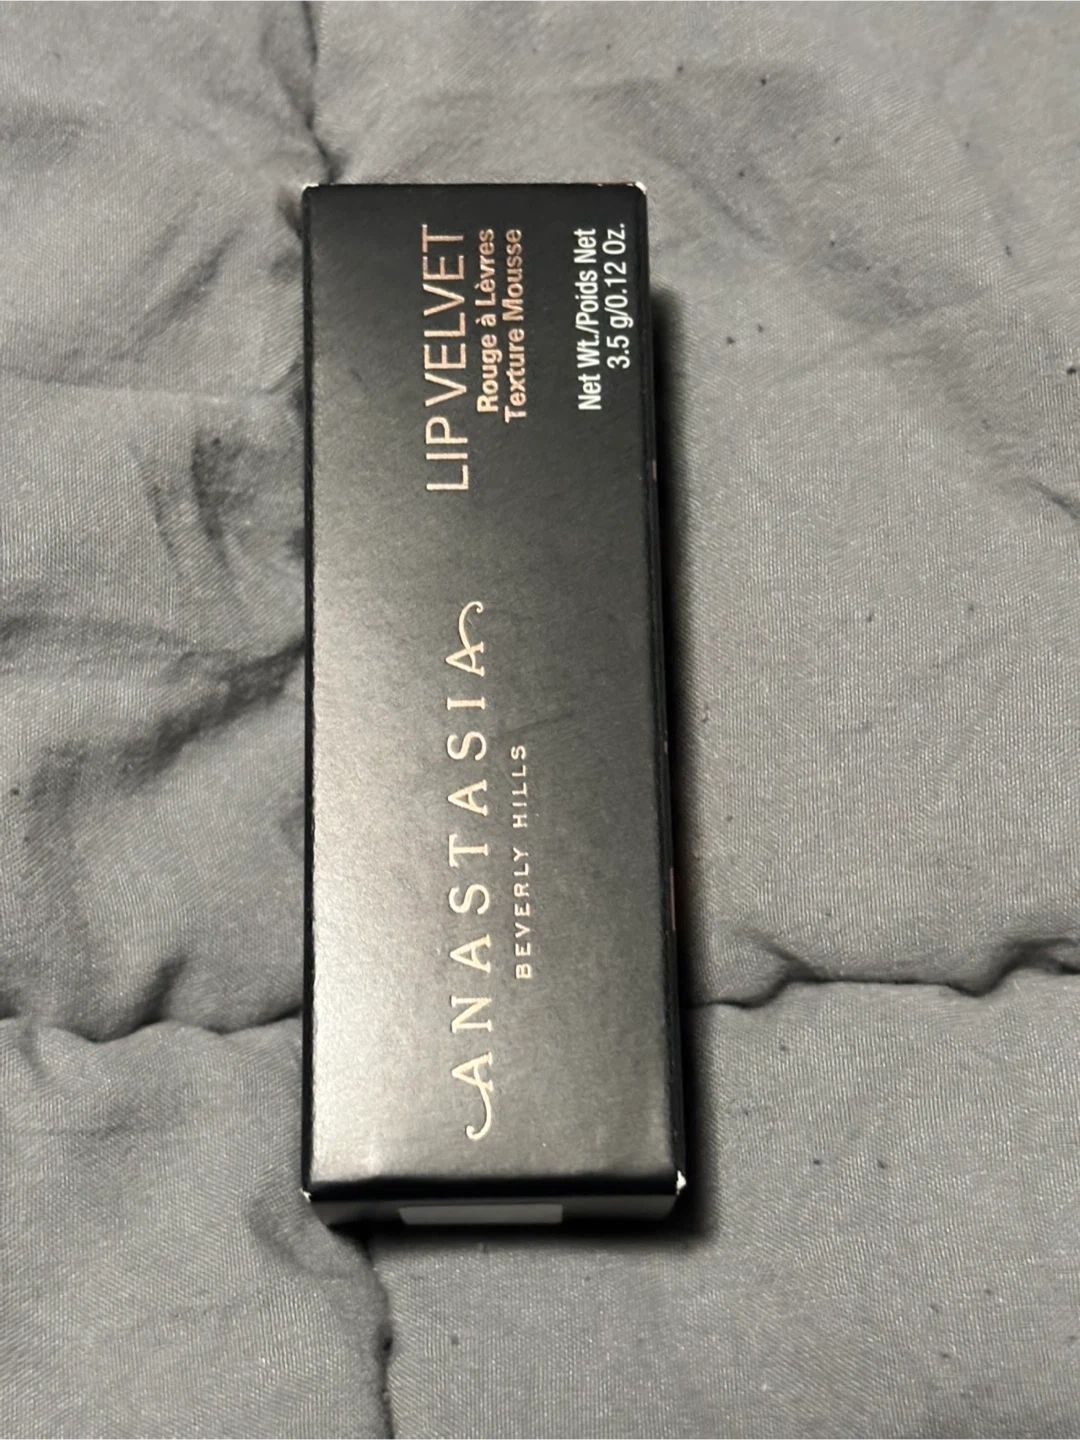 ANASTASIA
BEVERLY HILLS
LIP VELVET
Rouge à Lèvres
Texture Mousse
Net Wt./Poids Net
3.5 g/0.12 Oz.